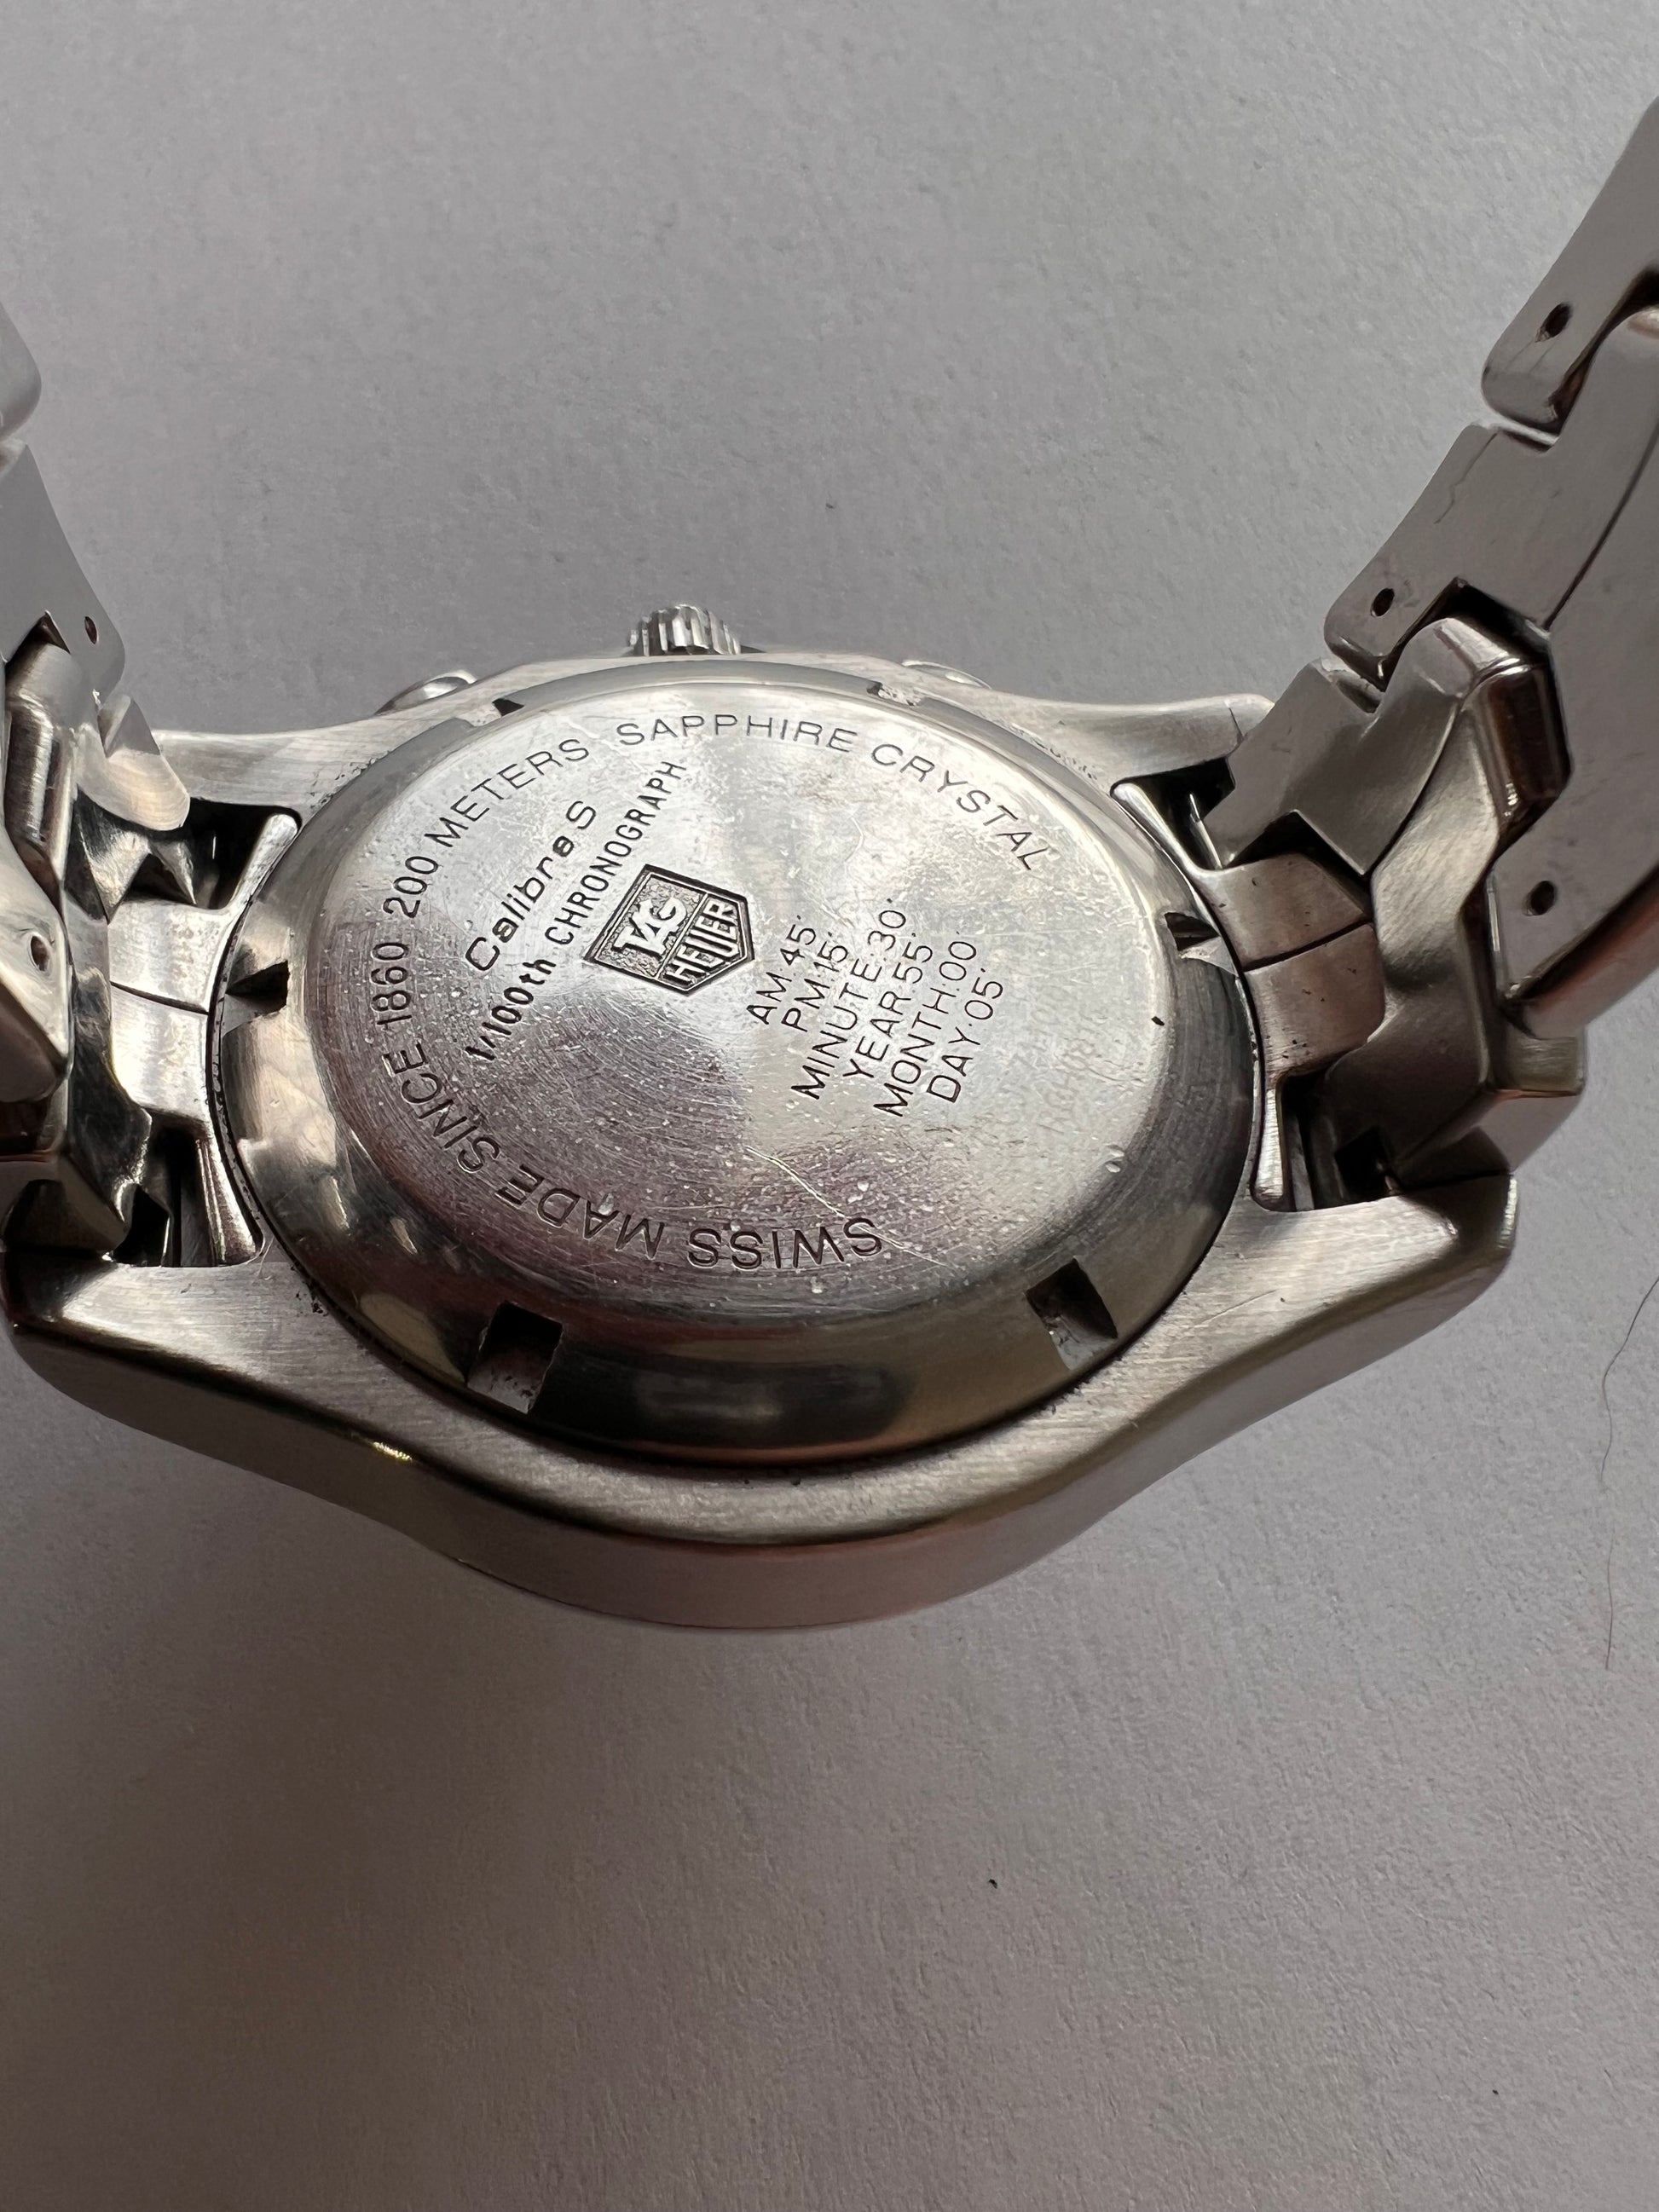 SWISS MADE SINCE 1860 200 METERS SAPPHIRE CRYSTAL
Calibre S
1/100th CHRONOGRAPH
TAG
HEUER
AM 45"
PM 15"
MINUTE:30"
YEAR 55"
MONTH 00"
DAY 05"